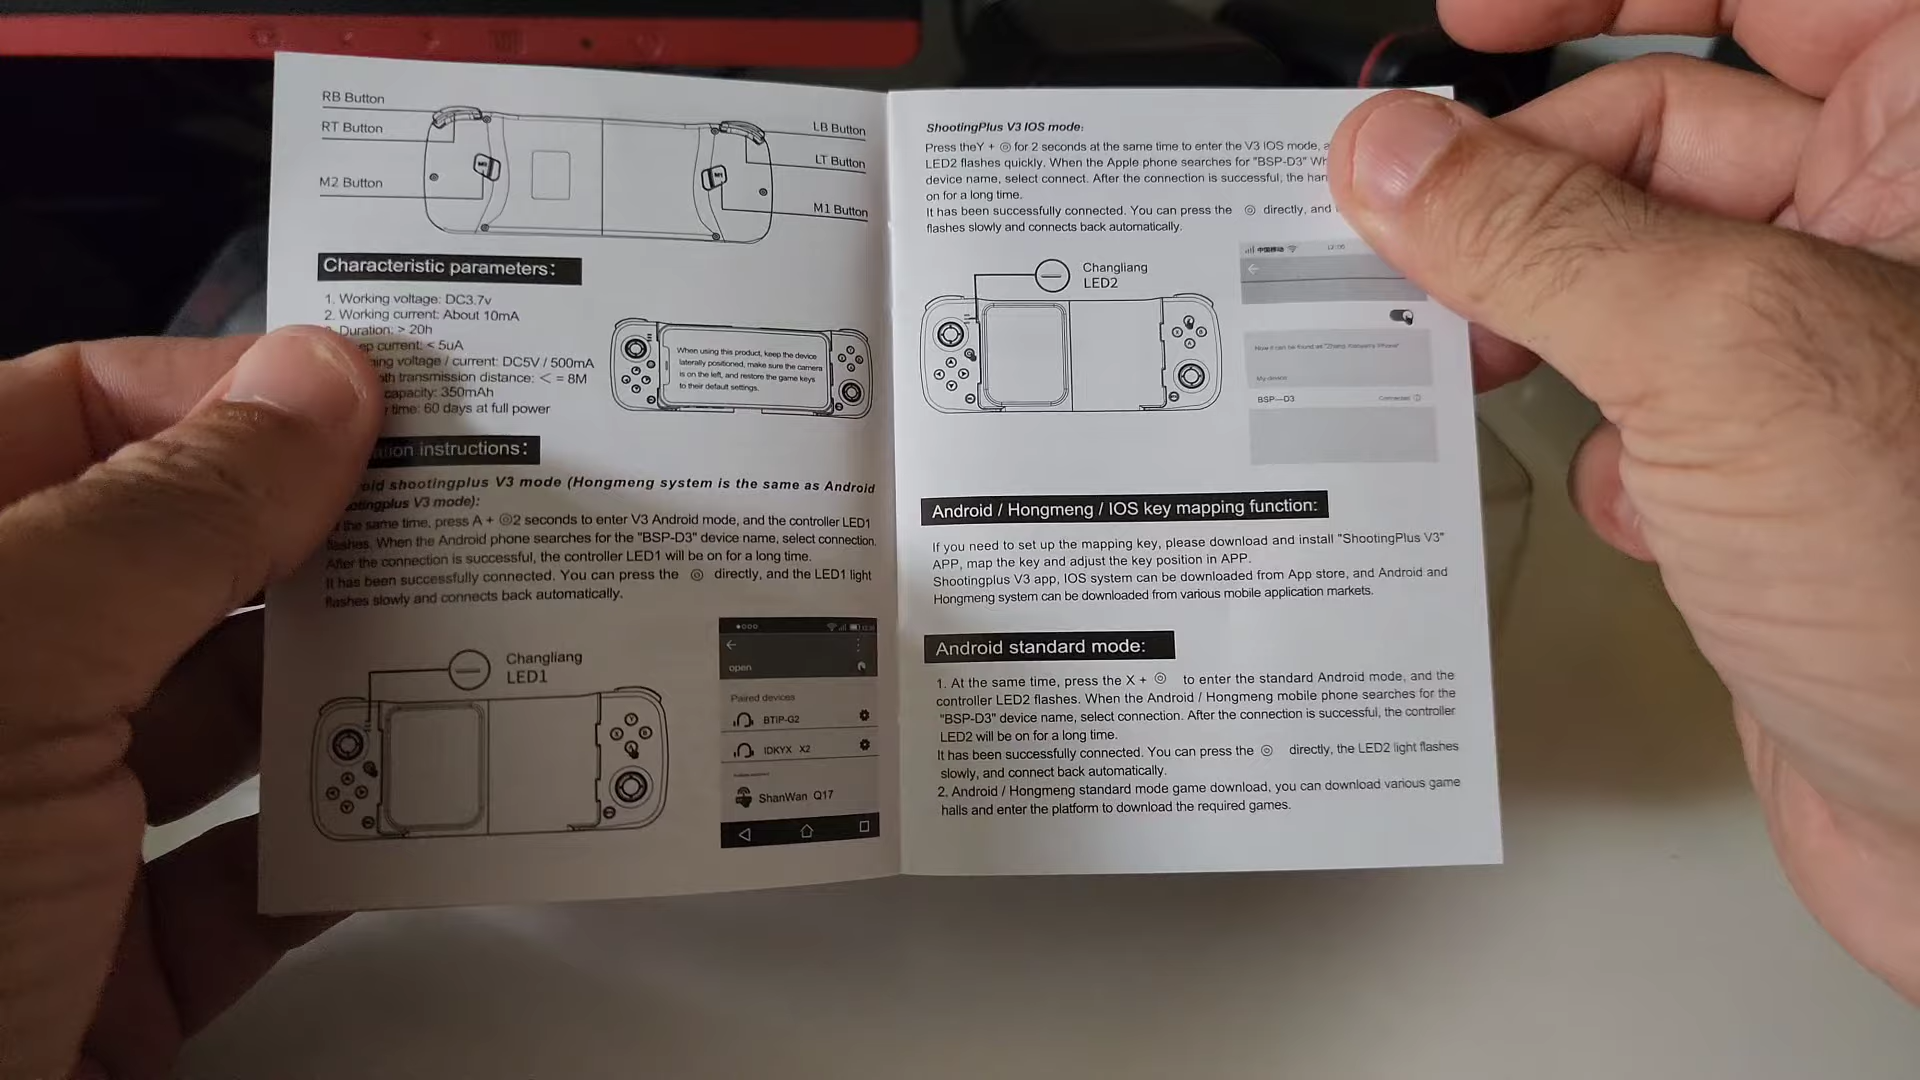 RB Button
RT Button
M2 Button
LB Button
LT Button
M1 Button
Characteristic parameters:
1. Working voltage: DC3.7v
2. Working current: About 10mA
Duration: > 20h
current: < 5uA
voltage / current: DC5V / 500mA
transmission distance: < = 8M
capacity: 350mAh
time: 60 days at full power
When using this product, keep the device
laterally positioned, make sure the camera
is on the left, and restore the game keys
to their default settings.
instructions:
shootingplus V3 mode (Hongmeng system is the same as Android
V3 mode):
the same time, press A + ◎2 seconds to enter V3 Android mode, and the controller LED1
flashes. When the Android phone searches for the "BSP-D3" device name, select connection.
After the connection is successful, the controller LED1 will be on for a long time.
It has been successfully connected. You can press the ◎ directly, and the LED1 light
flashes slowly and connects back automatically.
Changliang
LED1
open
Paired devices
BTIP-G2
IDKYX X2
ShanWan Q17
ShootingPlus V3 IOS mode:
Press theY + ◎ for 2 seconds at the same time to enter the V3 IOS mode,
LED2 flashes quickly. When the Apple phone searches for "BSP-D3"
device name, select connect. After the connection is successful, the
on for a long time.
It has been successfully connected. You can press the ◎ directly, and
flashes slowly and connects back automatically.
Changliang
LED2
中国移动
12:00
My device
BSP—D3
Connected
Android / Hongmeng / IOS key mapping function:
If you need to set up the mapping key, please download and install "ShootingPlus V3"
APP, map the key and adjust the key position in APP.
Shootingplus V3 app, IOS system can be downloaded from App store, and Android and
Hongmeng system can be downloaded from various mobile application markets.
Android standard mode:
1. At the same time, press the X + ◎ to enter the standard Android mode, and the
controller LED2 flashes. When the Android / Hongmeng mobile phone searches for the
"BSP-D3" device name, select connection. After the connection is successful, the controller
LED2 will be on for a long time.
It has been successfully connected. You can press the ◎ directly, the LED2 light flashes
slowly, and connect back automatically.
2. Android / Hongmeng standard mode game download, you can download various game
halls and enter the platform to download the required games.